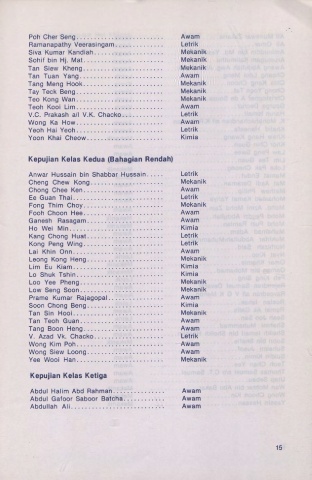 Poh Cher Seng.......................... Awam
Ramanapathy Veerasingam.............. Letrik
Siva Kumar Kandiah.................... Mekanik
Sohif bin Hj. Mat...................... Mekanik
Tan Siew Kheng........................ Mekanik
Tan Tuan Yang......................... Awam
Tang Meng Hook........................ Mekanik
Tay Teck Beng......................... Mekanik
Teo Kong Wan.......................... Mekanik
Teoh Kooi Lim......................... Awam
V.C. Prakash a/l V.K. Chacko............ Letrik
Wong Ka How.......................... Awam
Yeoh Hai Yeoh......................... Letrik
Yoon Khai Cheow....................... Kimia
Kepujian Kelas Kedua (Bahagian Rendah)
Anwar Hussain bin Shabbar Hussain..... Letrik
Cheng Chew Kong...................... Mekanik
Chong Chee Ken....................... Awam
Ee Guan Thai.......................... Letrik
Fong Thim Choy....................... Mekanik
Fooh Choon Hee....................... Awam
Ganesh Rasagam....................... Awam
Ho Wei Min........................... Kimia
Kang Chong Huat...................... Letrik
Kong Peng Wing....................... Letrik
Lai Khin Onn.......................... Awam
Leong Kong Heng...................... Mekanik
Lim Eu Kiam........................... Kimia
Lo Shuk Tshin......................... Kimia
Loo Yee Pheng........................ Mekanik
Low Seng Soon........................ Mekanik
Prame Kumar Rajagopal................ Awam
Soon Chong Beng...................... Kimia
Tan Sin Hooi.......................... Mekanik
Tan Teoh Guan........................ Awam
Tang Boon Heng....................... Awam
V. Azad Vk. Chacko.................... Letrik
Wong Kim Poh......................... Awam
Wong Siew Loong...................... Awam
Yee Wooi Han......................... Mekanik
Kepujian Kelas Ketiga
Abdul Halim Abd Rahman.............. Awam
Abdul Gafoor Saboor Batcha............ Awam
Abdullah Ali........................... Awam
15